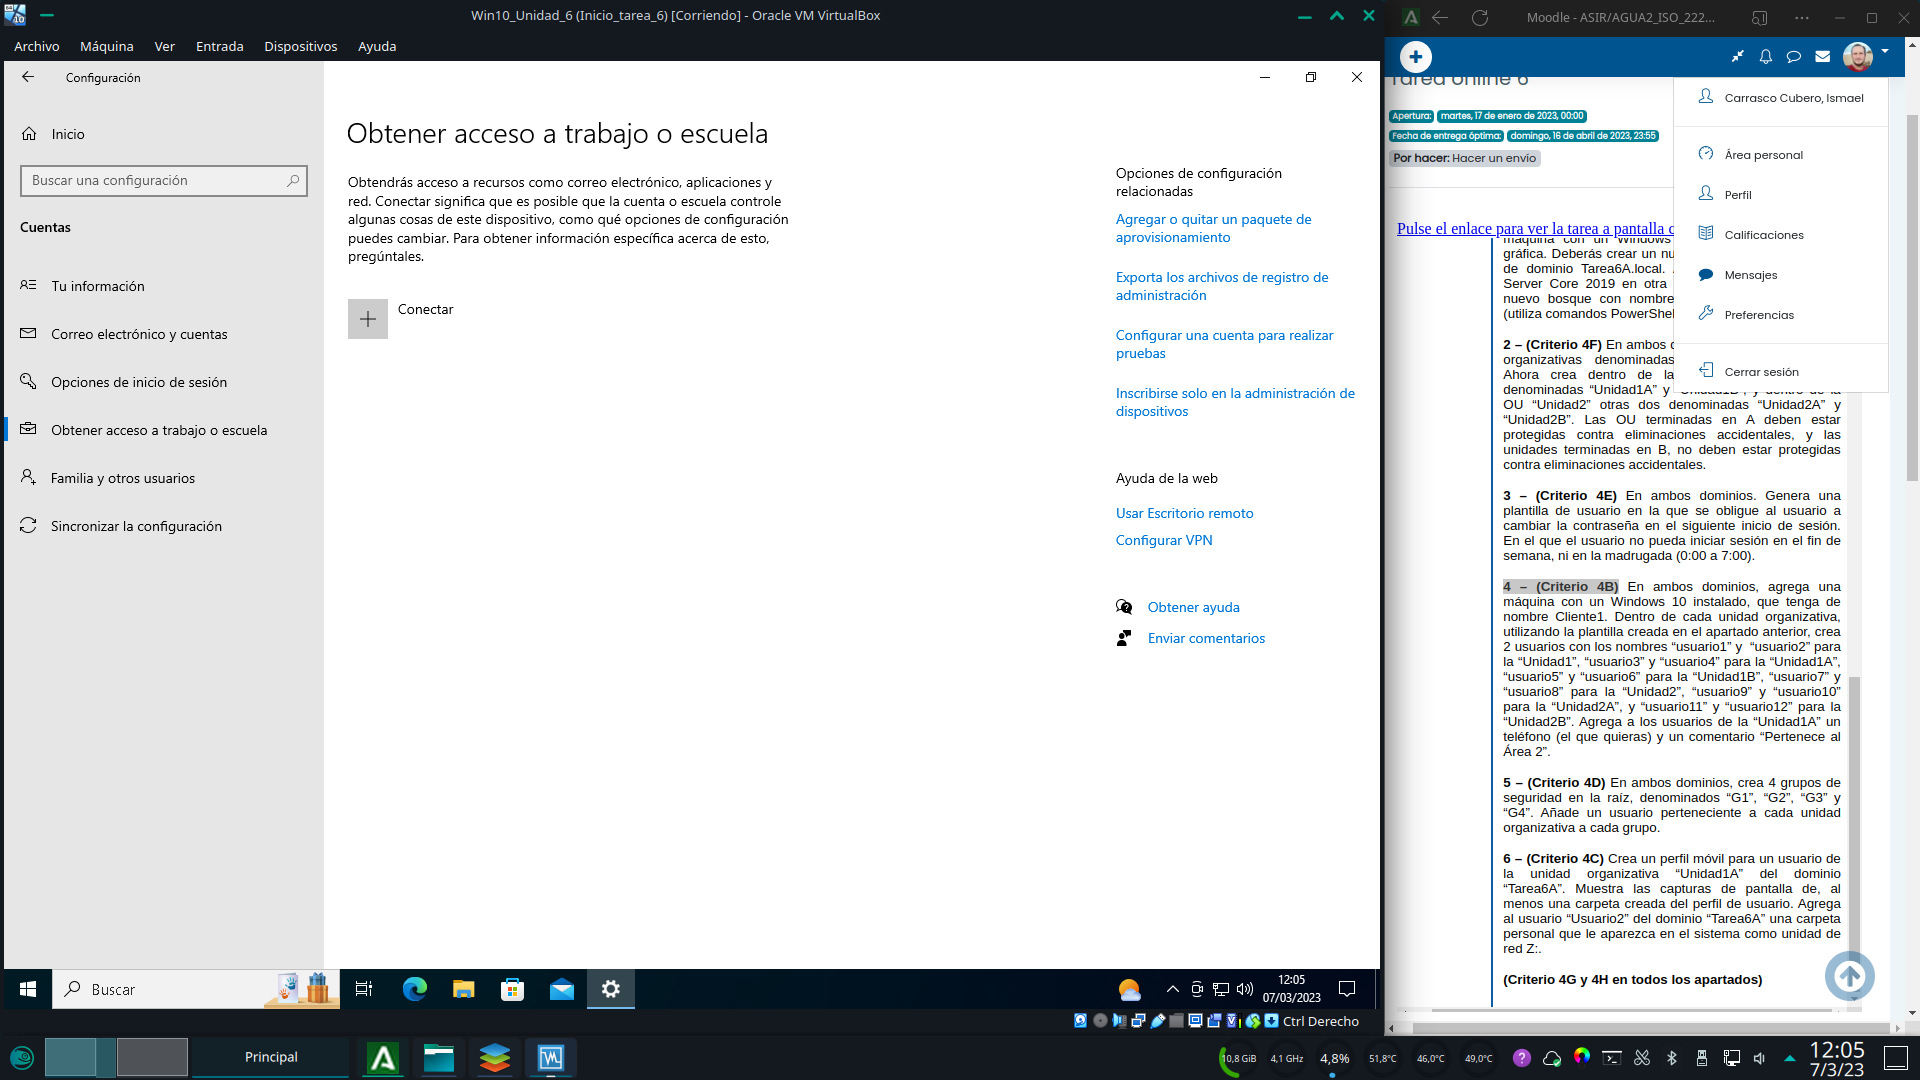 Win10_Unidad_6 (Inicio_tarea_6) [Corriendo] - Oracle VM VirtualBox
Archivo Máquina Ver Entrada Dispositivos Ayuda
Configuración
Inicio
Buscar una configuración
Cuentas
Tu información
Correo electrónico y cuentas
Opciones de inicio de sesión
Obtener acceso a trabajo o escuela
Familia y otros usuarios
Sincronizar la configuración
Obtener acceso a trabajo o escuela
Obtendrás acceso a recursos como correo electrónico, aplicaciones y
red. Conectar significa que es posible que la cuenta o escuela controle
algunas cosas de este dispositivo, como qué opciones de configuración
puedes cambiar. Para obtener información específica acerca de esto,
pregúntales.
Conectar
Opciones de configuración
relacionadas
Agregar o quitar un paquete de
aprovisionamiento
Exporta los archivos de registro de
administración
Configurar una cuenta para realizar
pruebas
Inscribirse solo en la administración de
dispositivos
Ayuda de la web
Usar Escritorio remoto
Configurar VPN
Obtener ayuda
Enviar comentarios
Buscar
12:05
07/03/2023
Ctrl Derecho
Moodle - ASIR/AGUA2_ISO_222...
Tarea online 6
Apertura: martes, 17 de enero de 2023, 00:00
Fecha de entrega óptima: domingo, 16 de abril de 2023, 23:55
Por hacer: Hacer un envío
Carrasco Cubero, Ismael
Área personal
Perfil
Calificaciones
Mensajes
Preferencias
Cerrar sesión
Pulse el enlace para ver la tarea a pantalla c
máquina con un Windows
gráfica. Deberás crear un nu
de dominio Tarea6A.local.
Server Core 2019 en otra
nuevo bosque con nombre
(utiliza comandos PowerShel
2 – (Criterio 4F) En ambos d
organizativas denominadas
Ahora crea dentro de la
denominadas “Unidad1A” y “Unidad1B”, y dentro de la
OU “Unidad2” otras dos denominadas “Unidad2A” y
“Unidad2B”. Las OU terminadas en A deben estar
protegidas contra eliminaciones accidentales, y las
unidades terminadas en B, no deben estar protegidas
contra eliminaciones accidentales.
3 – (Criterio 4E) En ambos dominios. Genera una
plantilla de usuario en la que se obligue al usuario a
cambiar la contraseña en el siguiente inicio de sesión.
En el que el usuario no pueda iniciar sesión en el fin de
semana, ni en la madrugada (0:00 a 7:00).
4 – (Criterio 4B) En ambos dominios, agrega una
máquina con un Windows 10 instalado, que tenga de
nombre Cliente1. Dentro de cada unidad organizativa,
utilizando la plantilla creada en el apartado anterior, crea
2 usuarios con los nombres “usuario1” y “usuario2” para
la “Unidad1”, “usuario3” y “usuario4” para la “Unidad1A”,
“usuario5” y “usuario6” para la “Unidad1B”, “usuario7” y
“usuario8” para la “Unidad2”, “usuario9” y “usuario10”
para la “Unidad2A”, y “usuario11” y “usuario12” para la
“Unidad2B”. Agrega a los usuarios de la “Unidad1A” un
teléfono (el que quieras) y un comentario “Pertenece al
Área 2”.
5 – (Criterio 4D) En ambos dominios, crea 4 grupos de
seguridad en la raíz, denominados “G1”, “G2”, “G3” y
“G4”. Añade un usuario perteneciente a cada unidad
organizativa a cada grupo.
6 – (Criterio 4C) Crea un perfil móvil para un usuario de
la unidad organizativa “Unidad1A” del dominio
“Tarea6A”. Muestra las capturas de pantalla de, al
menos una carpeta creada del perfil de usuario. Agrega
al usuario “Usuario2” del dominio “Tarea6A” una carpeta
personal que le aparezca en el sistema como unidad de
red Z:.
(Criterio 4G y 4H en todos los apartados)
Principal
10,8 GiB 4,1 GHz 4,8% 51,8°C 46,0°C 49,0°C
12:05
7/3/23